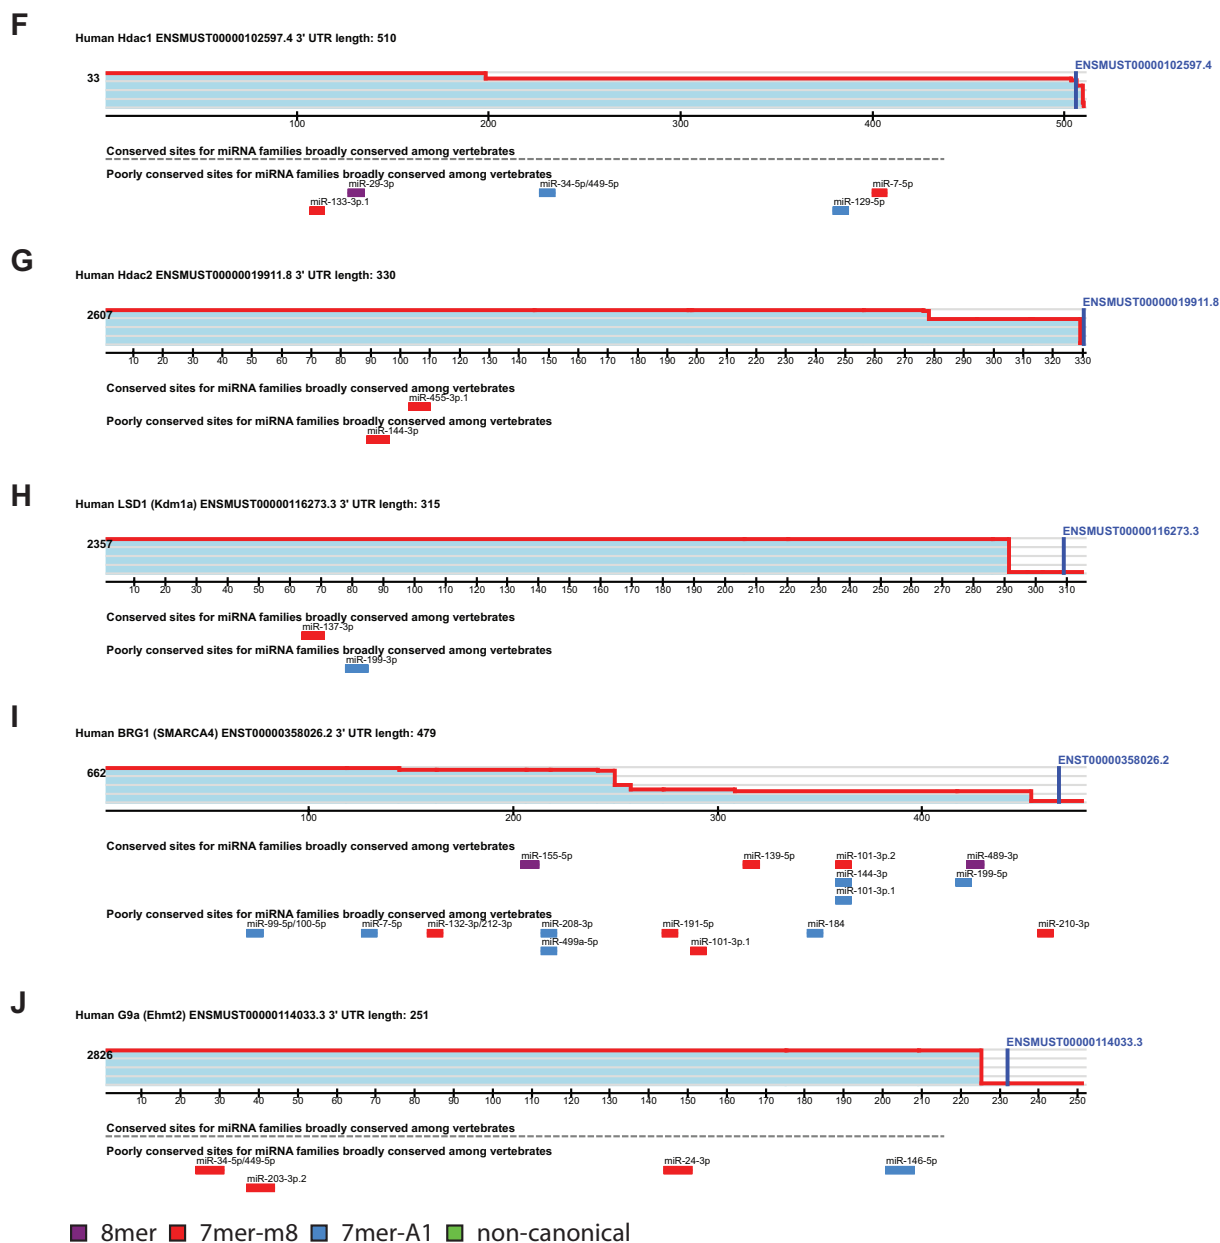 F
Human Hdac1 ENSMUST00000102597.4 3' UTR length: 510
ENSMUST00000102597.4
33
100 200 300 400 500
Conserved sites for miRNA families broadly conserved among vertebrates
Poorly conserved sites for miRNA families broadly conserved among vertebrates
miR-29-3p miR-34-5p/449-5p miR-7-5p
miR-133-3p.1 miR-129-5p
G
Human Hdac2 ENSMUST00000019911.8 3' UTR length: 330
ENSMUST00000019911.8
2607
10 20 30 40 50 60 70 80 90 100 110 120 130 140 150 160 170 180 190 200 210 220 230 240 250 260 270 280 290 300 310 320 330
Conserved sites for miRNA families broadly conserved among vertebrates
miR-455-3p.1
Poorly conserved sites for miRNA families broadly conserved among vertebrates
miR-144-3p
H
Human LSD1 (Kdm1a) ENSMUST00000116273.3 3' UTR length: 315
ENSMUST00000116273.3
2357
10 20 30 40 50 60 70 80 90 100 110 120 130 140 150 160 170 180 190 200 210 220 230 240 250 260 270 280 290 300 310
Conserved sites for miRNA families broadly conserved among vertebrates
miR-137-3p
Poorly conserved sites for miRNA families broadly conserved among vertebrates
miR-199-3p
I
Human BRG1 (SMARCA4) ENST00000358026.2 3' UTR length: 479
ENST00000358026.2
662
100 200 300 400
Conserved sites for miRNA families broadly conserved among vertebrates
miR-155-5p miR-139-5p miR-101-3p.2 miR-489-3p
miR-144-3p miR-199-5p
miR-101-3p.1
Poorly conserved sites for miRNA families broadly conserved among vertebrates
miR-99-5p/100-5p miR-7-5p miR-132-3p/212-3p miR-208-3p miR-191-5p miR-184 miR-210-3p
miR-499a-5p miR-101-3p.1
J
Human G9a (Ehmt2) ENSMUST00000114033.3 3' UTR length: 251
ENSMUST00000114033.3
2826
10 20 30 40 50 60 70 80 90 100 110 120 130 140 150 160 170 180 190 200 210 220 230 240 250
Conserved sites for miRNA families broadly conserved among vertebrates
Poorly conserved sites for miRNA families broadly conserved among vertebrates
miR-34-5p/449-5p miR-24-3p miR-146-5p
miR-203-3p.2
8mer 7mer-m8 7mer-A1 non-canonical